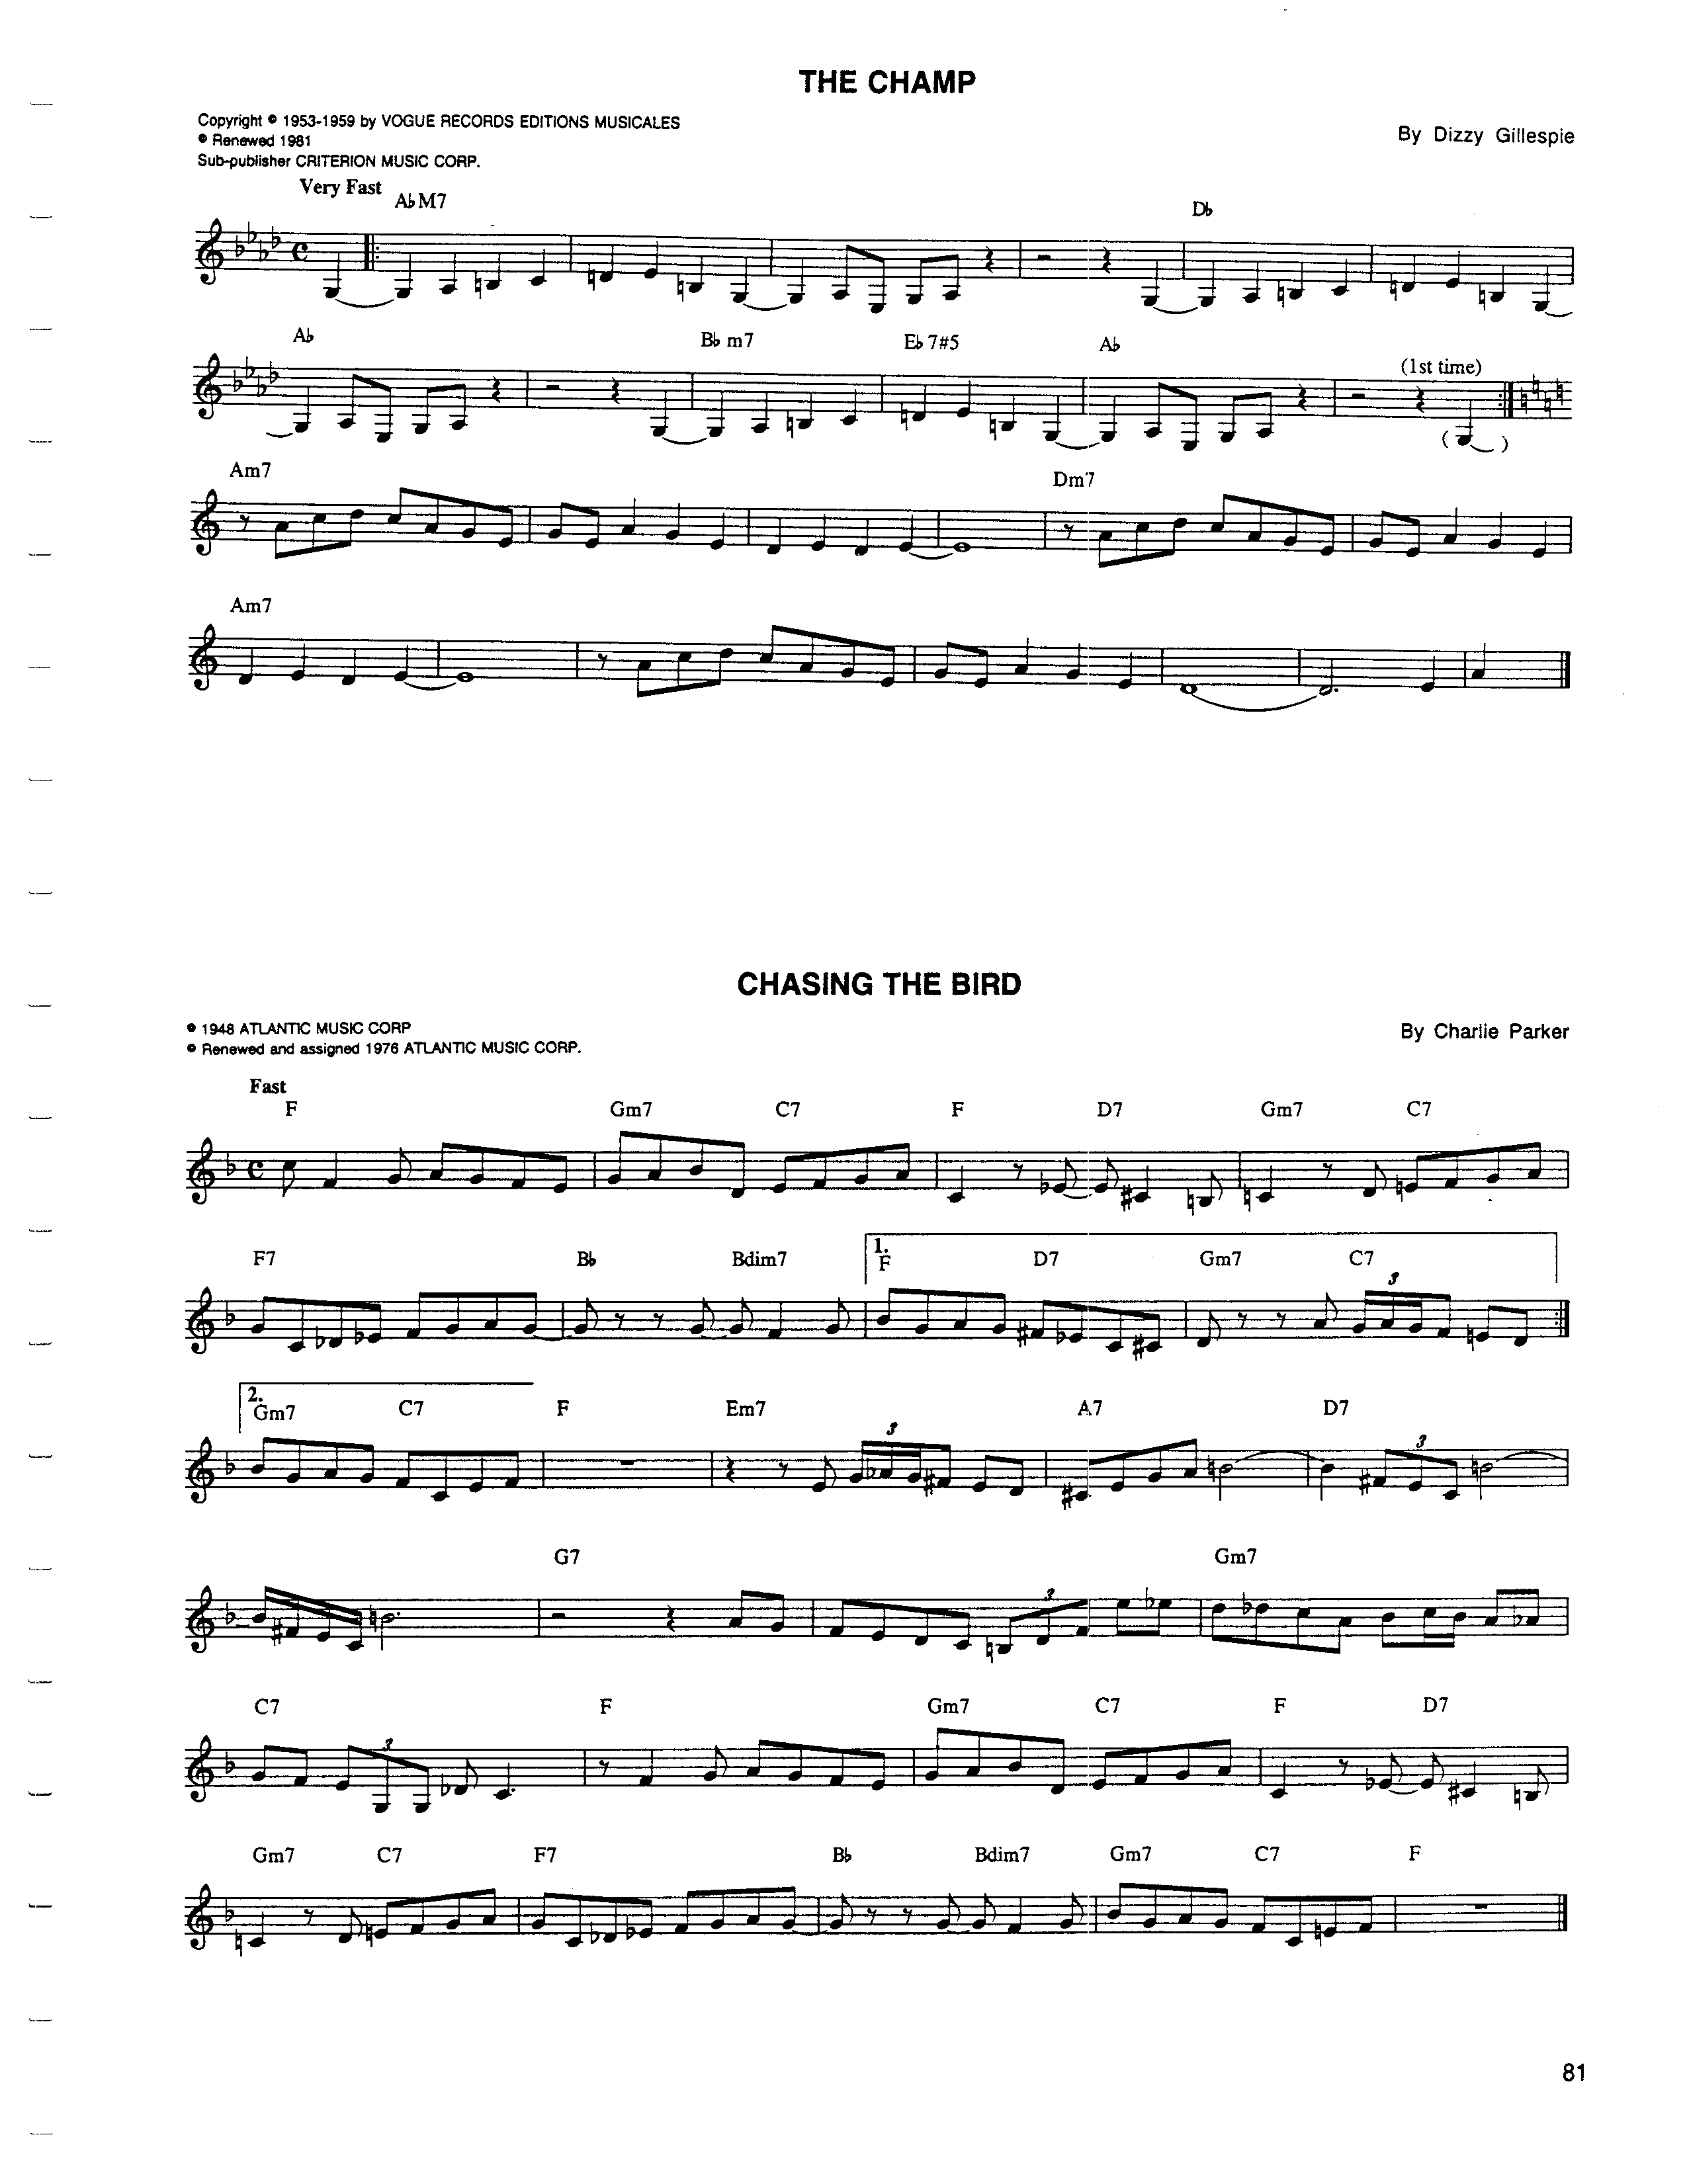 THE CHAMP
Copyright © 1953-1959 by VOGUE RECORDS EDITIONS MUSICALES
© Renewed 1981
Sub-publisher CRITERION MUSIC CORP.
By Dizzy Gillespie
Very Fast
A♭M7 D♭
A♭ B♭m7 E♭7#5 A♭ (1st time)
Am7 Dm7
Am7
CHASING THE BIRD
© 1948 ATLANTIC MUSIC CORP
© Renewed and assigned 1976 ATLANTIC MUSIC CORP.
By Charlie Parker
Fast
F Gm7 C7 F D7 Gm7 C7
F7 B♭ Bdim7 1. F D7 Gm7 C7
3
2. Gm7 C7 F Em7 A7 D7
3 3
G7 Gm7
3
C7 F Gm7 C7 F D7
3
Gm7 C7 F7 B♭ Bdim7 Gm7 C7 F
81